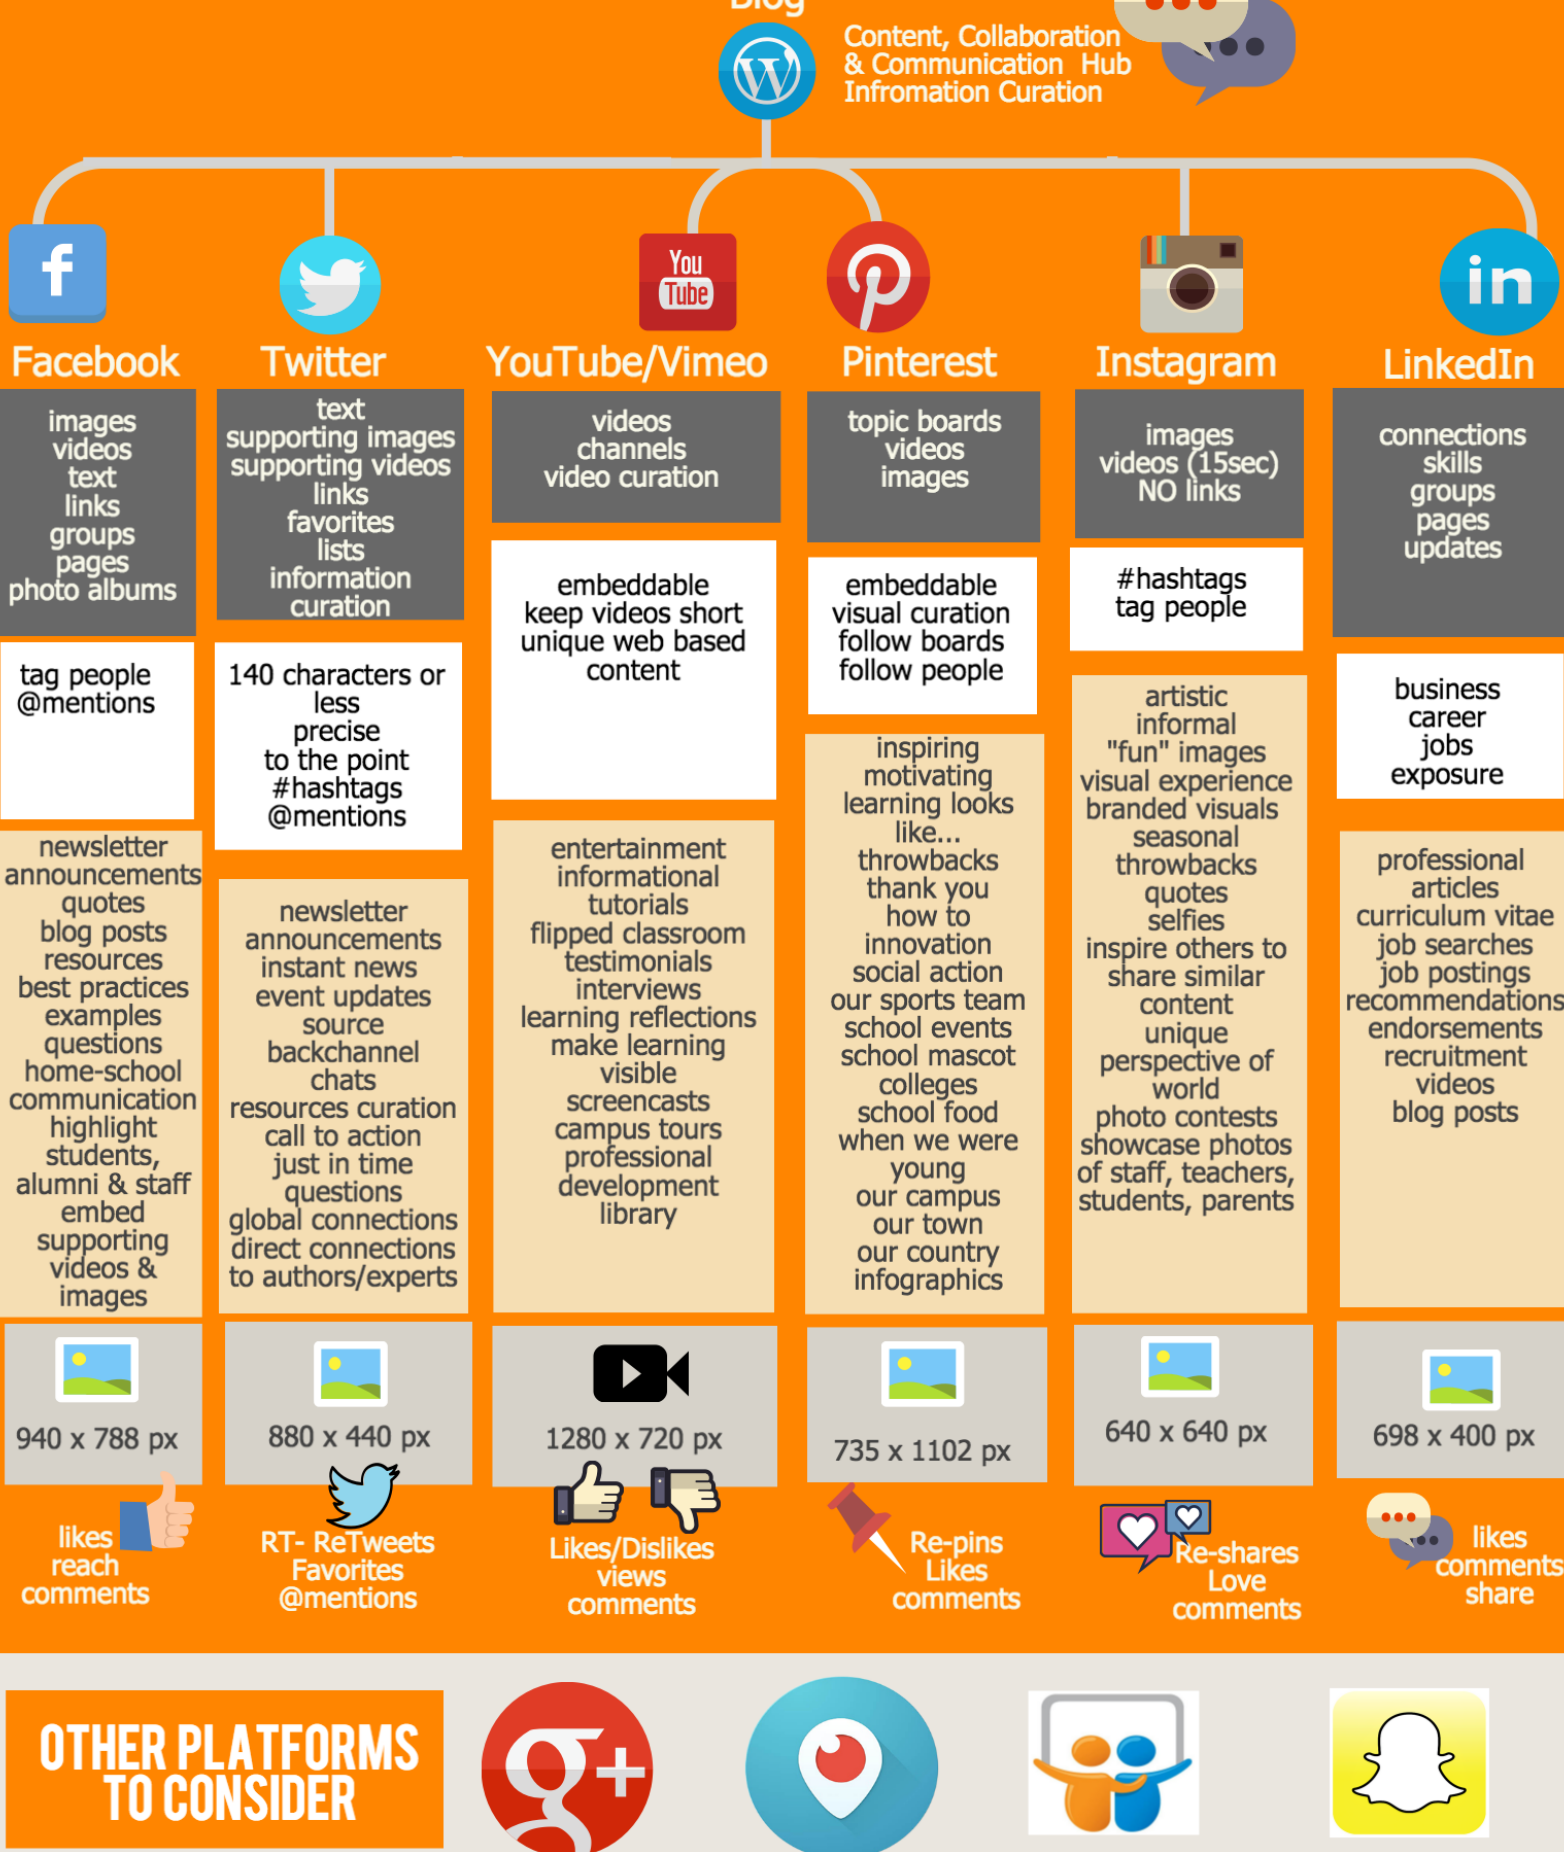 Blog
Content, Collaboration
& Communication Hub
Infromation Curation
f
You
Tube
in
Facebook
images
videos
text
links
groups
pages
photo albums
tag people
@mentions
newsletter
announcements
quotes
blog posts
resources
best practices
examples
questions
home-school
communication
highlight
students,
alumni & staff
embed
supporting
videos &
images
940 x 788 px
likes
reach
comments
Twitter
text
supporting images
supporting videos
links
favorites
lists
information
curation
140 characters or
less
precise
to the point
#hashtags
@mentions
newsletter
announcements
instant news
event updates
source
backchannel
chats
resources curation
call to action
just in time
questions
global connections
direct connections
to authors/experts
880 x 440 px
RT- ReTweets
Favorites
@mentions
YouTube/Vimeo
videos
channels
video curation
embeddable
keep videos short
unique web based
content
entertainment
informational
tutorials
flipped classroom
testimonials
interviews
learning reflections
make learning
visible
screencasts
campus tours
professional
development
library
1280 x 720 px
Likes/Dislikes
views
comments
Pinterest
topic boards
videos
images
embeddable
visual curation
follow boards
follow people
inspiring
motivating
learning looks
like...
throwbacks
thank you
how to
innovation
social action
our sports team
school events
school mascot
colleges
school food
when we were
young
our campus
our town
our country
infographics
735 x 1102 px
Re-pins
Likes
comments
Instagram
images
videos (15sec)
NO links
#hashtags
tag people
artistic
informal
"fun" images
visual experience
branded visuals
seasonal
throwbacks
quotes
selfies
inspire others to
share similar
content
unique
perspective of
world
photo contests
showcase photos
of staff, teachers,
students, parents
640 x 640 px
Re-shares
Love
comments
LinkedIn
connections
skills
groups
pages
updates
business
career
jobs
exposure
professional
articles
curriculum vitae
job searches
job postings
recommendations
endorsements
recruitment
videos
blog posts
698 x 400 px
likes
comments
share
OTHER PLATFORMS
TO CONSIDER
g+